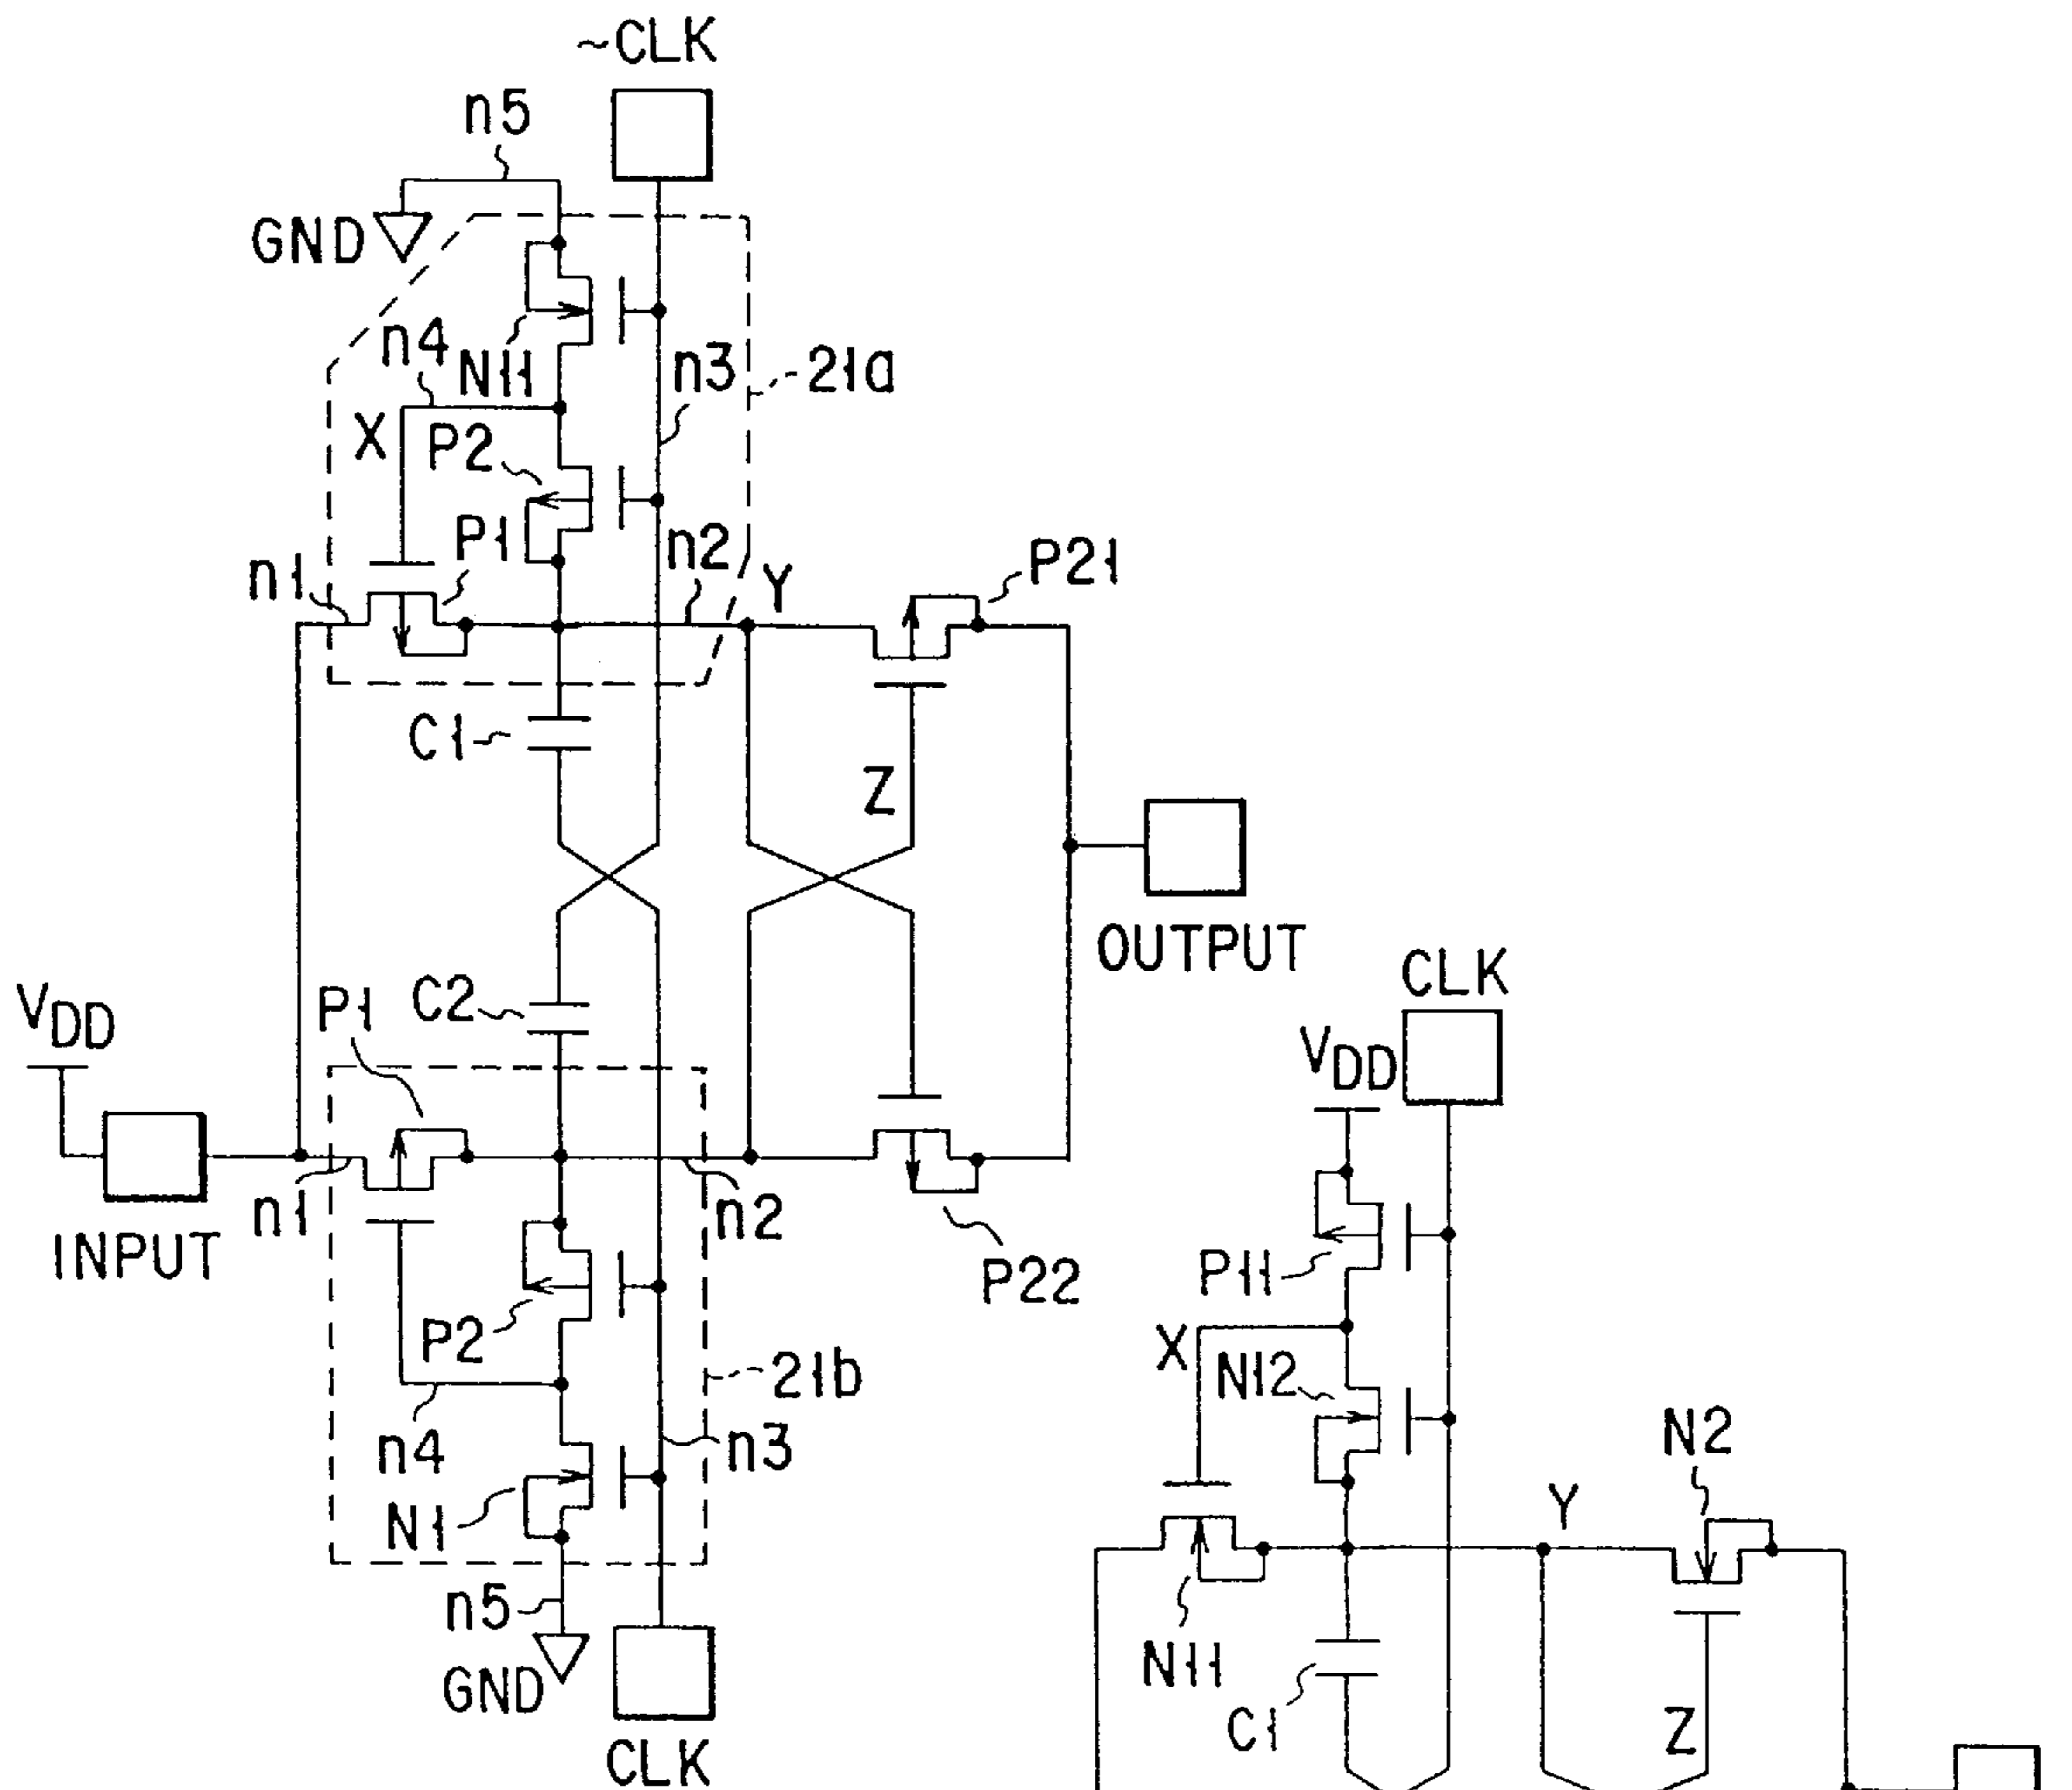 ~CLK
n5
GND
n4
N11
n3
21a
X
P2
P1
n2
n1
Y
P21
C1
Z
OUTPUT
CLK
VDD
P1
C2
VDD
n1
n2
INPUT
P22
P11
P2
21b
X
N12
n4
n3
N2
N1
Y
n5
GND
N11
C1
Z
CLK